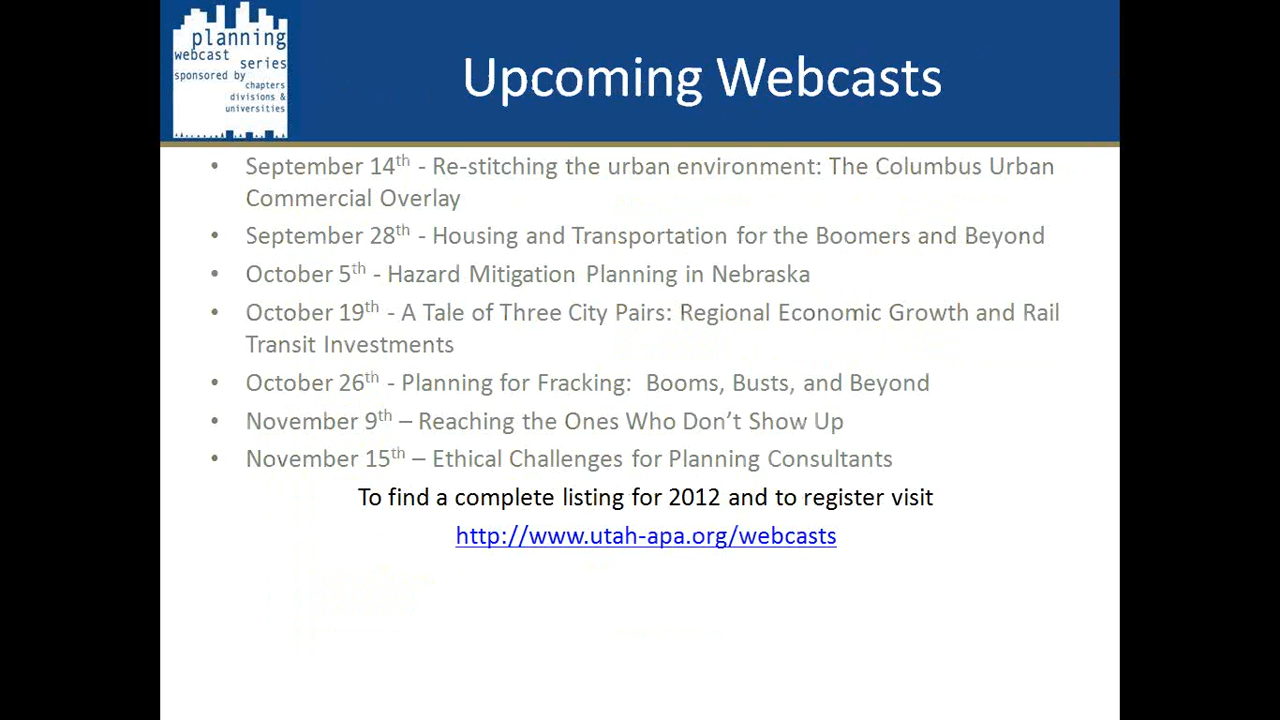 planning
webcast
series
sponsored by
chapters
divisions &
universities
Upcoming Webcasts
• September 14th - Re-stitching the urban environment: The Columbus Urban
Commercial Overlay
• September 28th - Housing and Transportation for the Boomers and Beyond
• October 5th - Hazard Mitigation Planning in Nebraska
• October 19th - A Tale of Three City Pairs: Regional Economic Growth and Rail
Transit Investments
• October 26th - Planning for Fracking:  Booms, Busts, and Beyond
• November 9th – Reaching the Ones Who Don’t Show Up
• November 15th – Ethical Challenges for Planning Consultants
To find a complete listing for 2012 and to register visit
http://www.utah-apa.org/webcasts